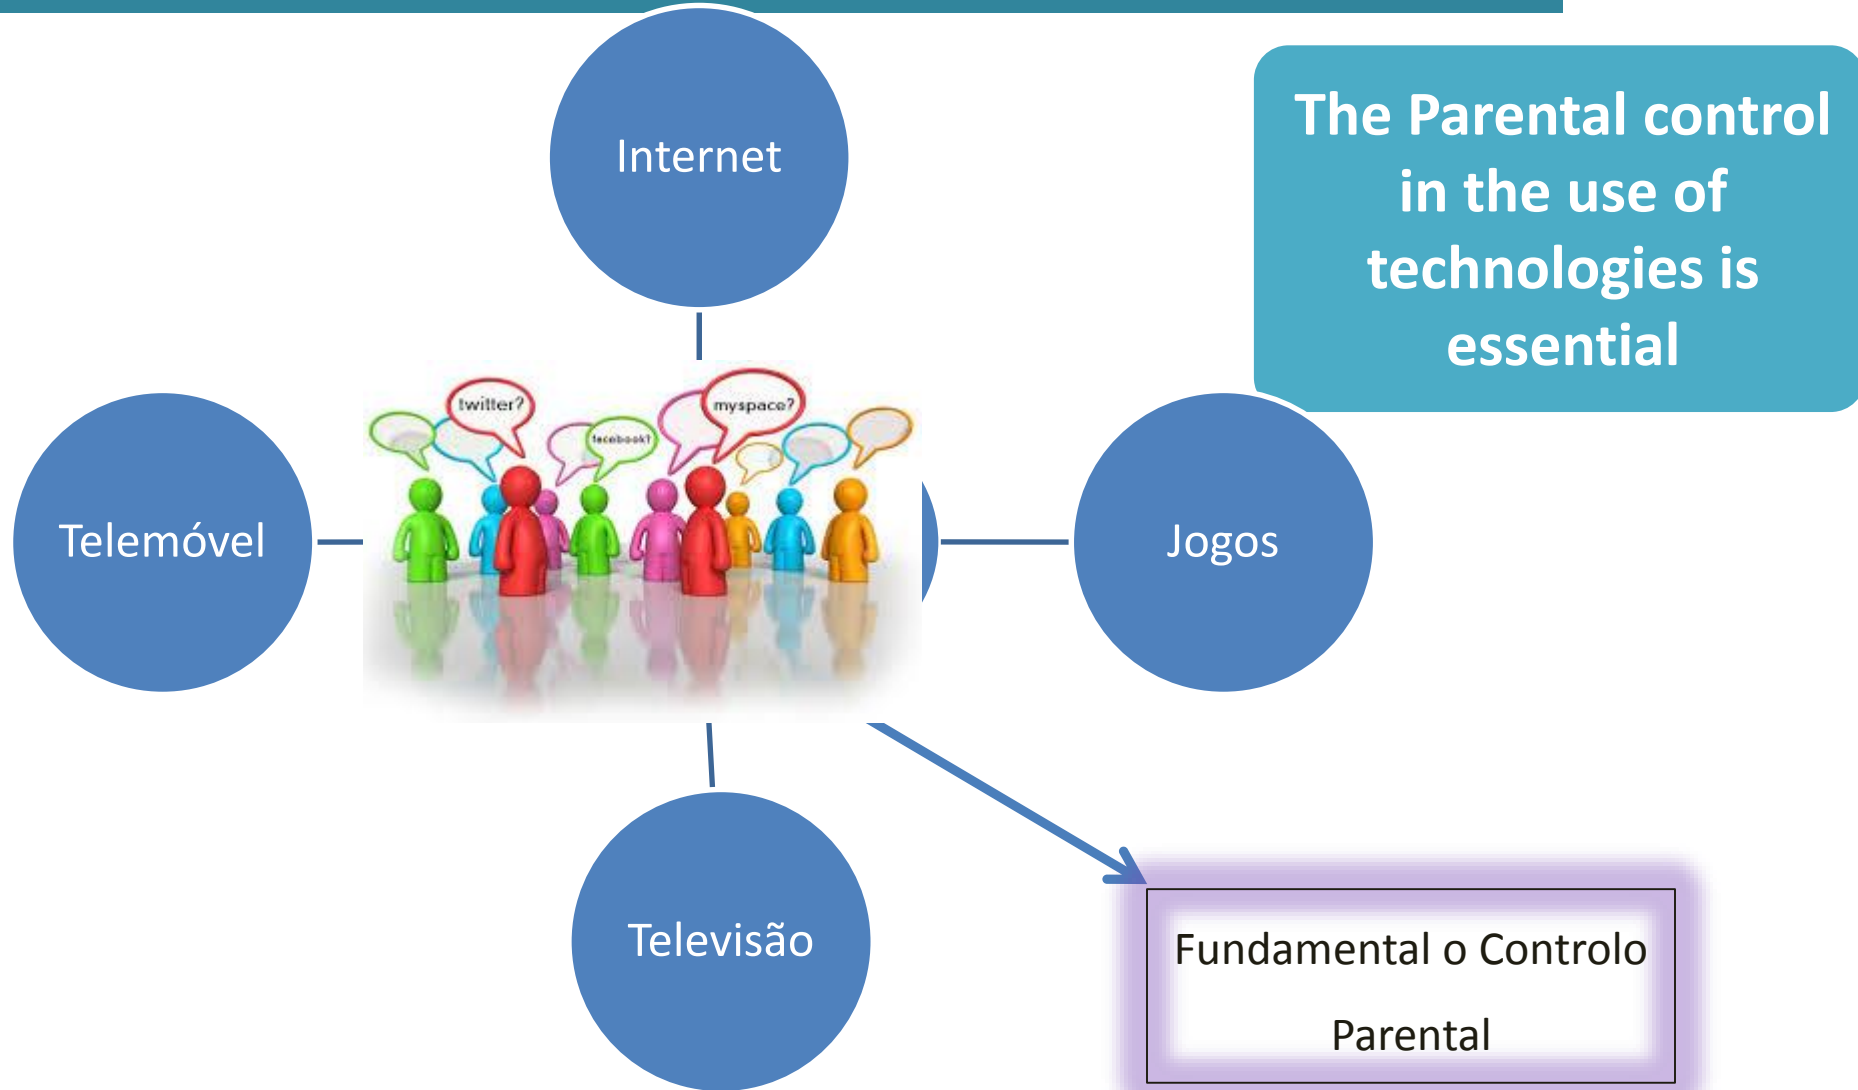 Internet
The Parental control
in the use of
technologies is
essential
twitter?
myspace?
facebook?
Telemóvel
Jogos
Televisão
Fundamental o Controlo
Parental